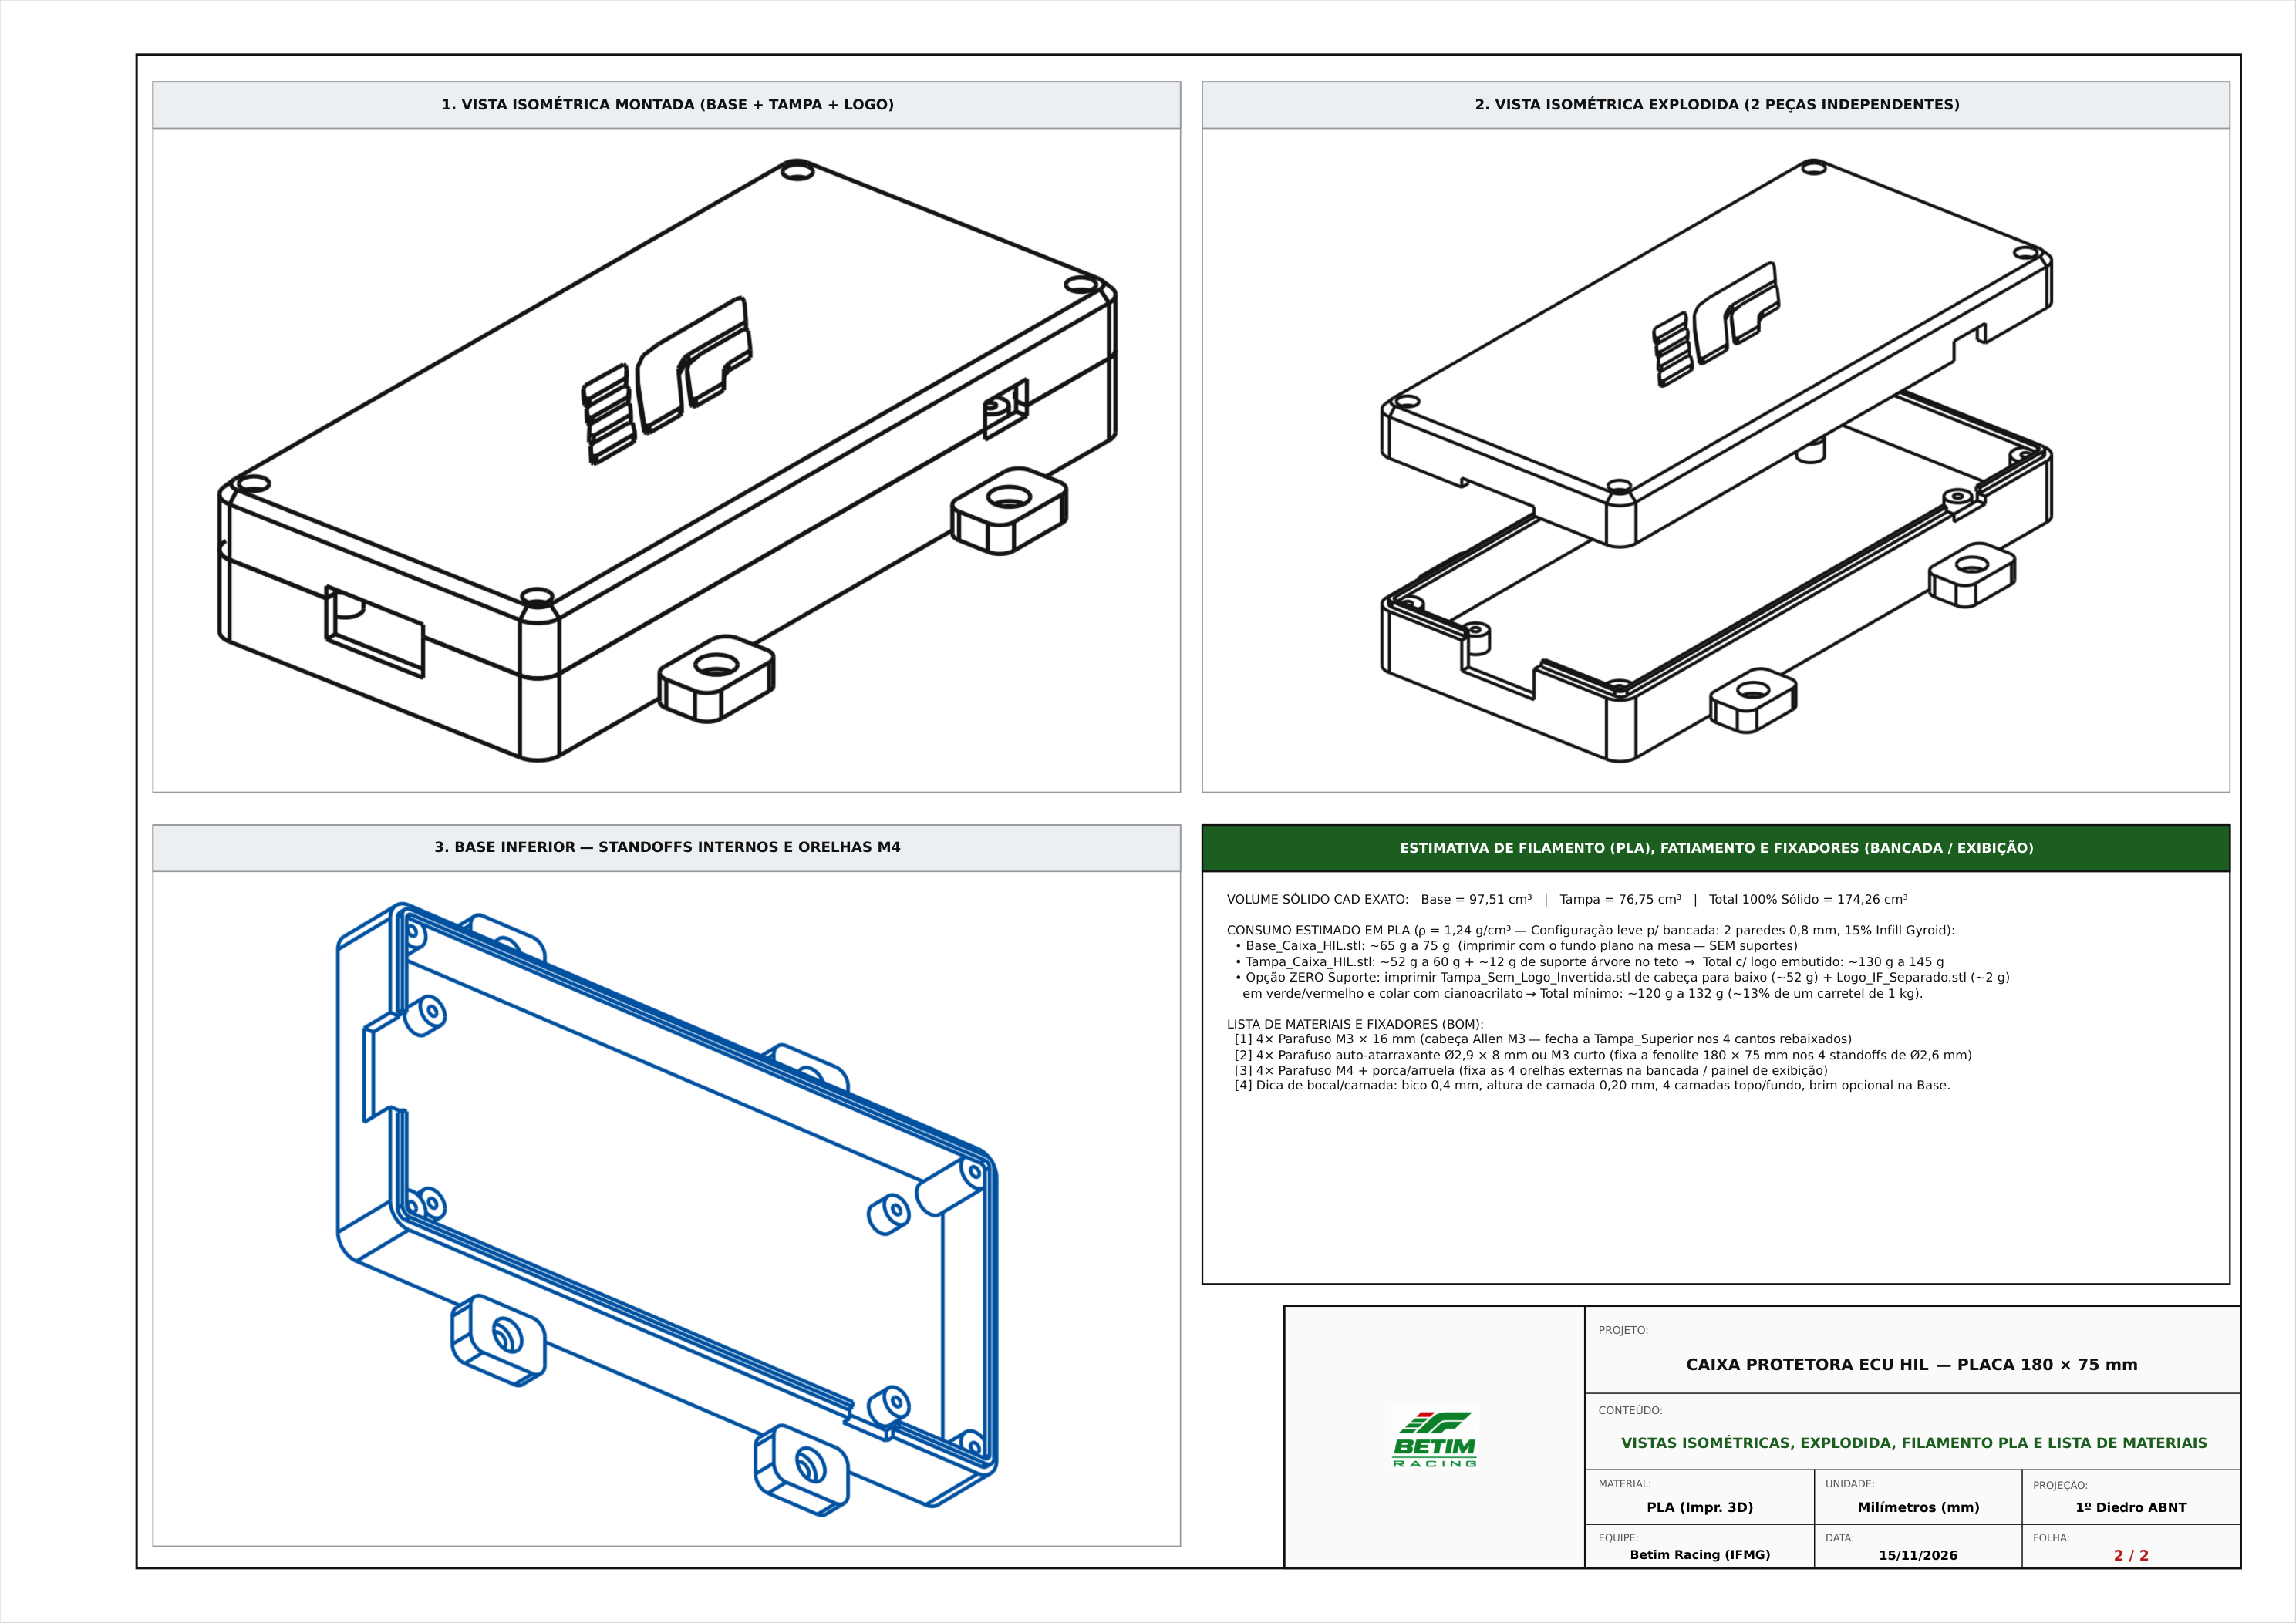 1. VISTA ISOMÉTRICA MONTADA (BASE + TAMPA + LOGO)
2. VISTA ISOMÉTRICA EXPLODIDA (2 PEÇAS INDEPENDENTES)
3. BASE INFERIOR — STANDOFFS INTERNOS E ORELHAS M4
ESTIMATIVA DE FILAMENTO (PLA), FATIAMENTO E FIXADORES (BANCADA / EXIBIÇÃO)
VOLUME SÓLIDO CAD EXATO: Base = 97,51 cm³ | Tampa = 76,75 cm³ | Total 100% Sólido = 174,26 cm³
CONSUMO ESTIMADO EM PLA (ρ = 1,24 g/cm³ — Configuração leve p/ bancada: 2 paredes 0,8 mm, 15% Infill Gyroid):
• Base_Caixa_HIL.stl: ~65 g a 75 g (imprimir com o fundo plano na mesa — SEM suportes)
• Tampa_Caixa_HIL.stl: ~52 g a 60 g + ~12 g de suporte árvore no teto → Total c/ logo embutido: ~130 g a 145 g
• Opção ZERO Suporte: imprimir Tampa_Sem_Logo_Invertida.stl de cabeça para baixo (~52 g) + Logo_IF_Separado.stl (~2 g)
em verde/vermelho e colar com cianoacrilato → Total mínimo: ~120 g a 132 g (~13% de um carretel de 1 kg).
LISTA DE MATERIAIS E FIXADORES (BOM):
[1] 4× Parafuso M3 × 16 mm (cabeça Allen M3 — fecha a Tampa_Superior nos 4 cantos rebaixados)
[2] 4× Parafuso auto-atarraxante Ø2,9 × 8 mm ou M3 curto (fixa a fenolite 180 × 75 mm nos 4 standoffs de Ø2,6 mm)
[3] 4× Parafuso M4 + porca/arruela (fixa as 4 orelhas externas na bancada / painel de exibição)
[4] Dica de bocal/camada: bico 0,4 mm, altura de camada 0,20 mm, 4 camadas topo/fundo, brim opcional na Base.
BETIM
RACING
PROJETO:
CAIXA PROTETORA ECU HIL — PLACA 180 × 75 mm
CONTEÚDO:
VISTAS ISOMÉTRICAS, EXPLODIDA, FILAMENTO PLA E LISTA DE MATERIAIS
MATERIAL:
PLA (Impr. 3D)
UNIDADE:
Milímetros (mm)
PROJEÇÃO:
1º Diedro ABNT
EQUIPE:
Betim Racing (IFMG)
DATA:
15/11/2026
FOLHA:
2 / 2